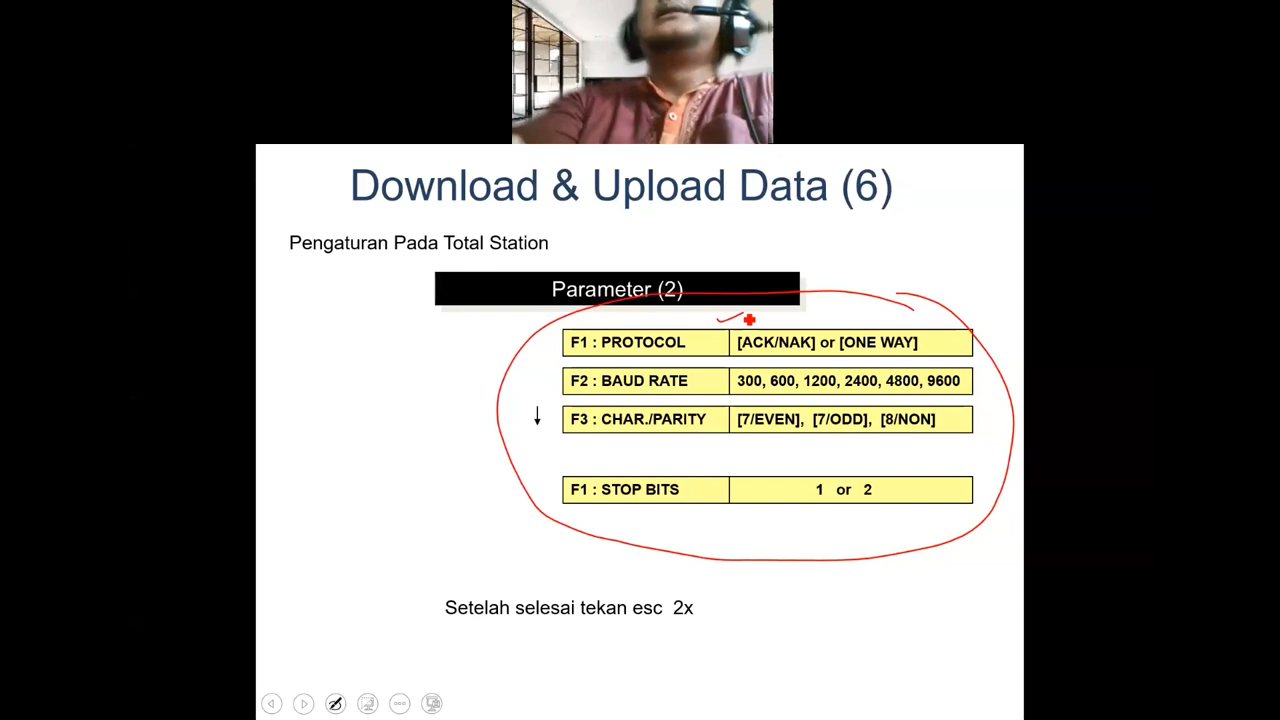 Download & Upload Data (6)
Pengaturan Pada Total Station
Parameter (2)
F1 : PROTOCOL [ACK/NAK] or [ONE WAY]
F2 : BAUD RATE 300, 600, 1200, 2400, 4800, 9600
F3 : CHAR./PARITY [7/EVEN], [7/ODD], [8/NON]
F1 : STOP BITS 1 or 2
Setelah selesai tekan esc 2x